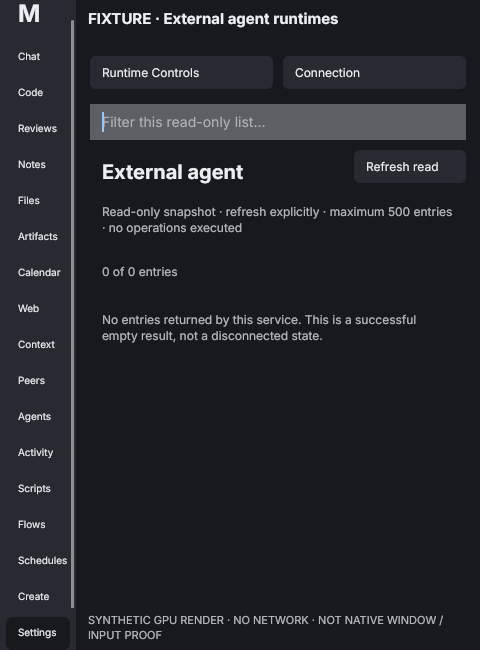 M
Chat
Code
Reviews
Notes
Files
Artifacts
Calendar
Web
Context
Peers
Agents
Activity
Scripts
Flows
Schedules
Create
Settings
FIXTURE · External agent runtimes
Runtime Controls
Connection
Filter this read-only list...
External agent
Refresh read
Read-only snapshot · refresh explicitly · maximum 500 entries
· no operations executed
0 of 0 entries
No entries returned by this service. This is a successful
empty result, not a disconnected state.
SYNTHETIC GPU RENDER · NO NETWORK · NOT NATIVE WINDOW /
INPUT PROOF